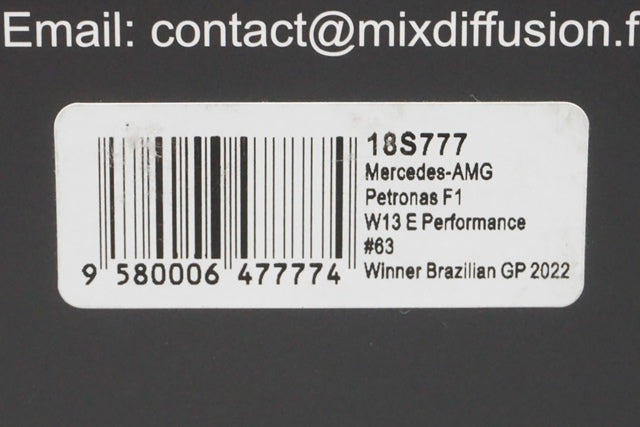 Email: contact@mixdiffusion.f
18S777
Mercedes-AMG
Petronas F1
W13 E Performance
#63
Winner Brazilian GP 2022
9 580006 477774